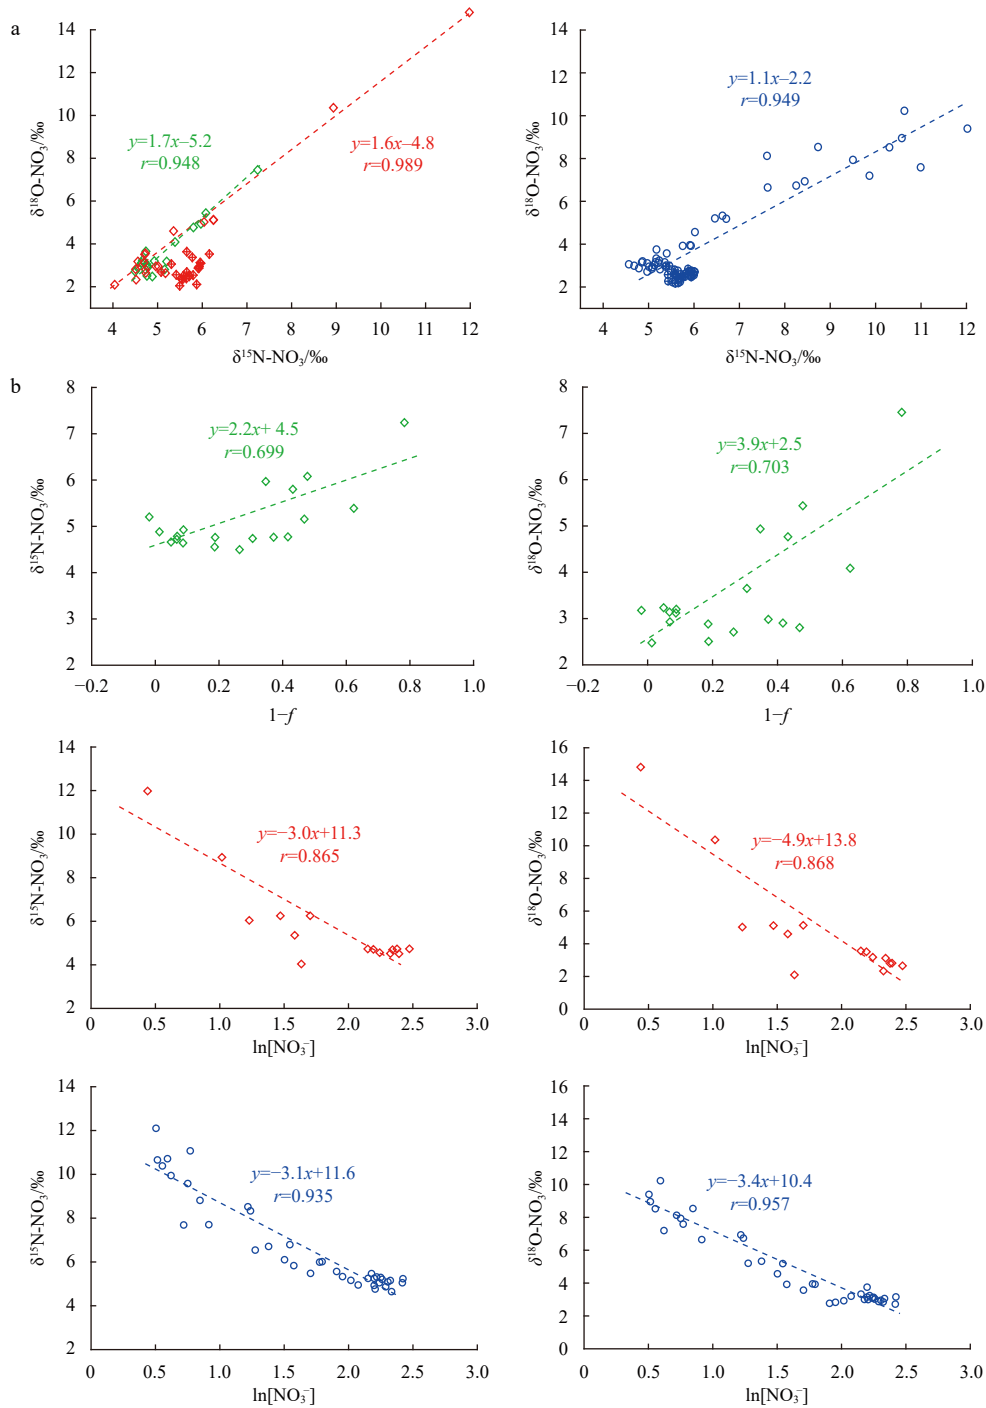 a
14
12
10
8
6
4
2
δ¹⁸O-NO₃/‰
y=1.7x−5.2
r=0.948
y=1.6x−4.8
r=0.989
4 5 6 7 8 9 10 11 12
δ¹⁵N-NO₃/‰
14
12
10
8
6
4
2
δ¹⁸O-NO₃/‰
y=1.1x−2.2
r=0.949
4 5 6 7 8 9 10 11 12
δ¹⁵N-NO₃/‰
b
8
7
6
5
4
3
2
δ¹⁵N-NO₃/‰
y=2.2x+ 4.5
r=0.699
−0.2 0 0.2 0.4 0.6 0.8 1.0
1−f
8
7
6
5
4
3
2
δ¹⁸O-NO₃/‰
y=3.9x+2.5
r=0.703
−0.2 0 0.2 0.4 0.6 0.8 1.0
1−f
14
12
10
8
6
4
2
δ¹⁵N-NO₃/‰
y=−3.0x+11.3
r=0.865
0 0.5 1.0 1.5 2.0 2.5 3.0
ln[NO₃⁻]
16
14
12
10
8
6
4
2
0
δ¹⁸O-NO₃/‰
y=−4.9x+13.8
r=0.868
0 0.5 1.0 1.5 2.0 2.5 3.0
ln[NO₃⁻]
14
12
10
8
6
4
2
δ¹⁵N-NO₃/‰
y=−3.1x+11.6
r=0.935
0 0.5 1.0 1.5 2.0 2.5 3.0
ln[NO₃⁻]
16
14
12
10
8
6
4
2
0
δ¹⁸O-NO₃/‰
y=−3.4x+10.4
r=0.957
0 0.5 1.0 1.5 2.0 2.5 3.0
ln[NO₃⁻]